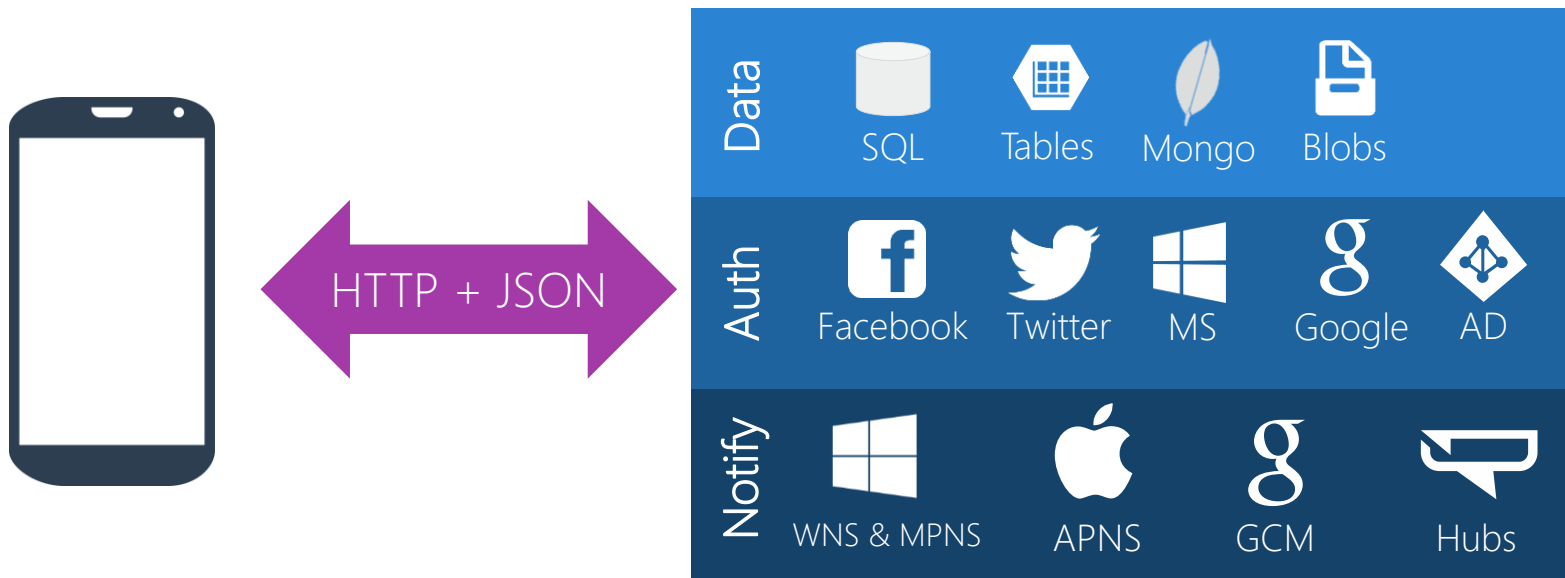 HTTP + JSON
Data
SQL
Tables
Mongo
Blobs
Auth
Facebook
Twitter
MS
Google
AD
Notify
WNS & MPNS
APNS
GCM
Hubs